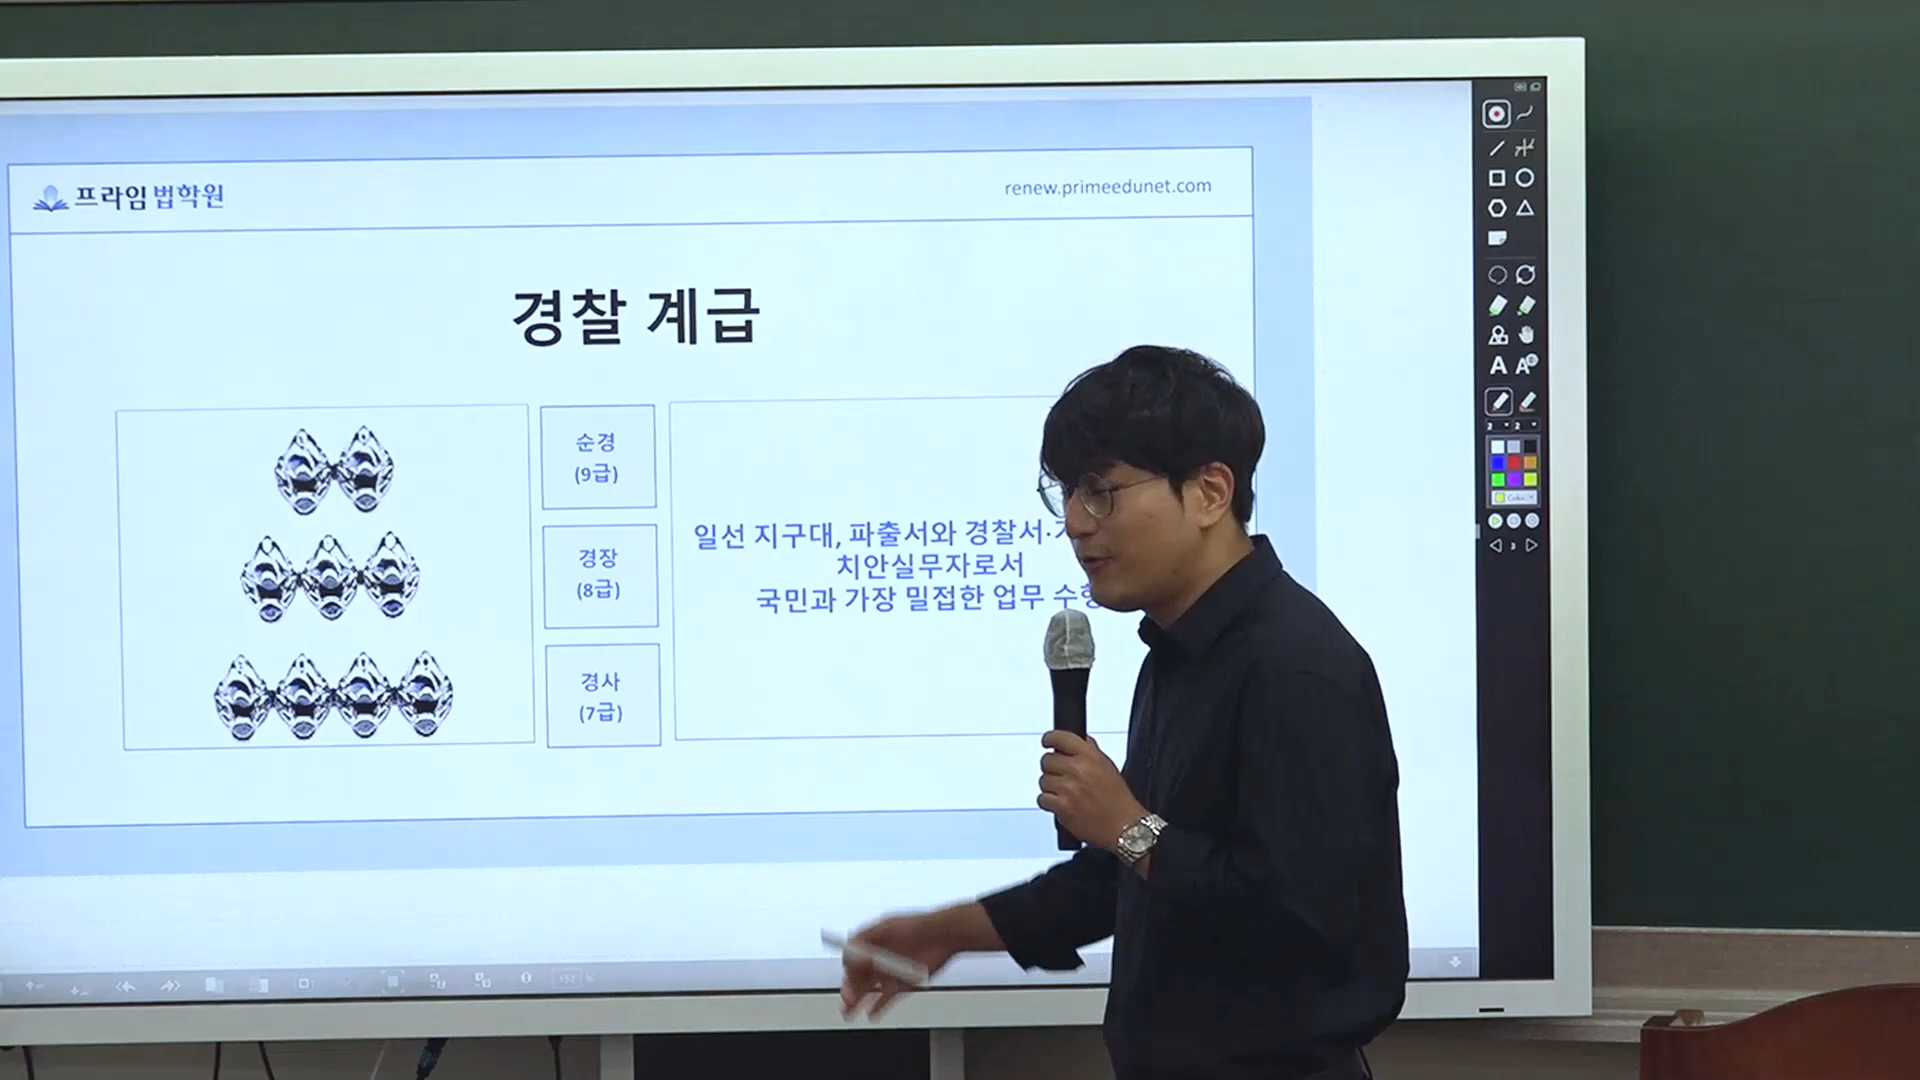 프라임법학원
renew.primeedunet.com
경찰 계급
순경
(9급)
일선 지구대, 파출서와 경찰서·
치안실무자로서
국민과 가장 밀접한 업무
경장
(8급)
경사
(7급)